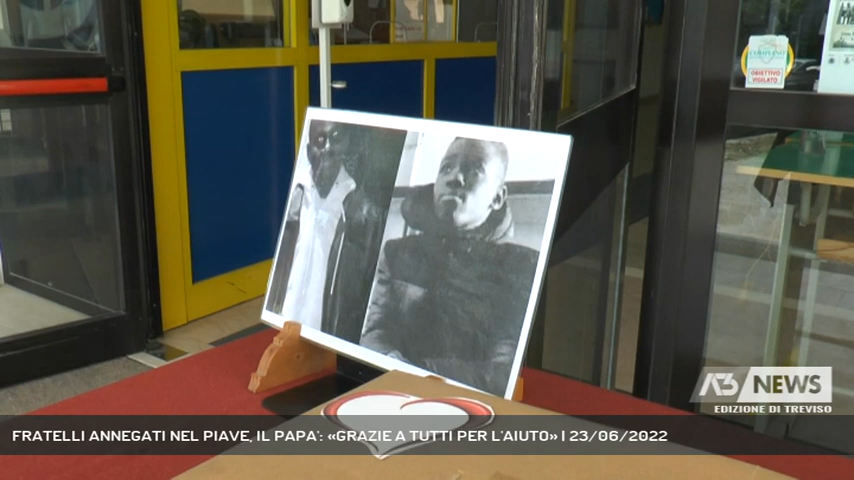 OBIETTIVO
VIGILATO
A3 NEWS
EDIZIONE DI TREVISO
FRATELLI ANNEGATI NEL PIAVE, IL PAPA': «GRAZIE A TUTTI PER L'AIUTO» | 23/06/2022